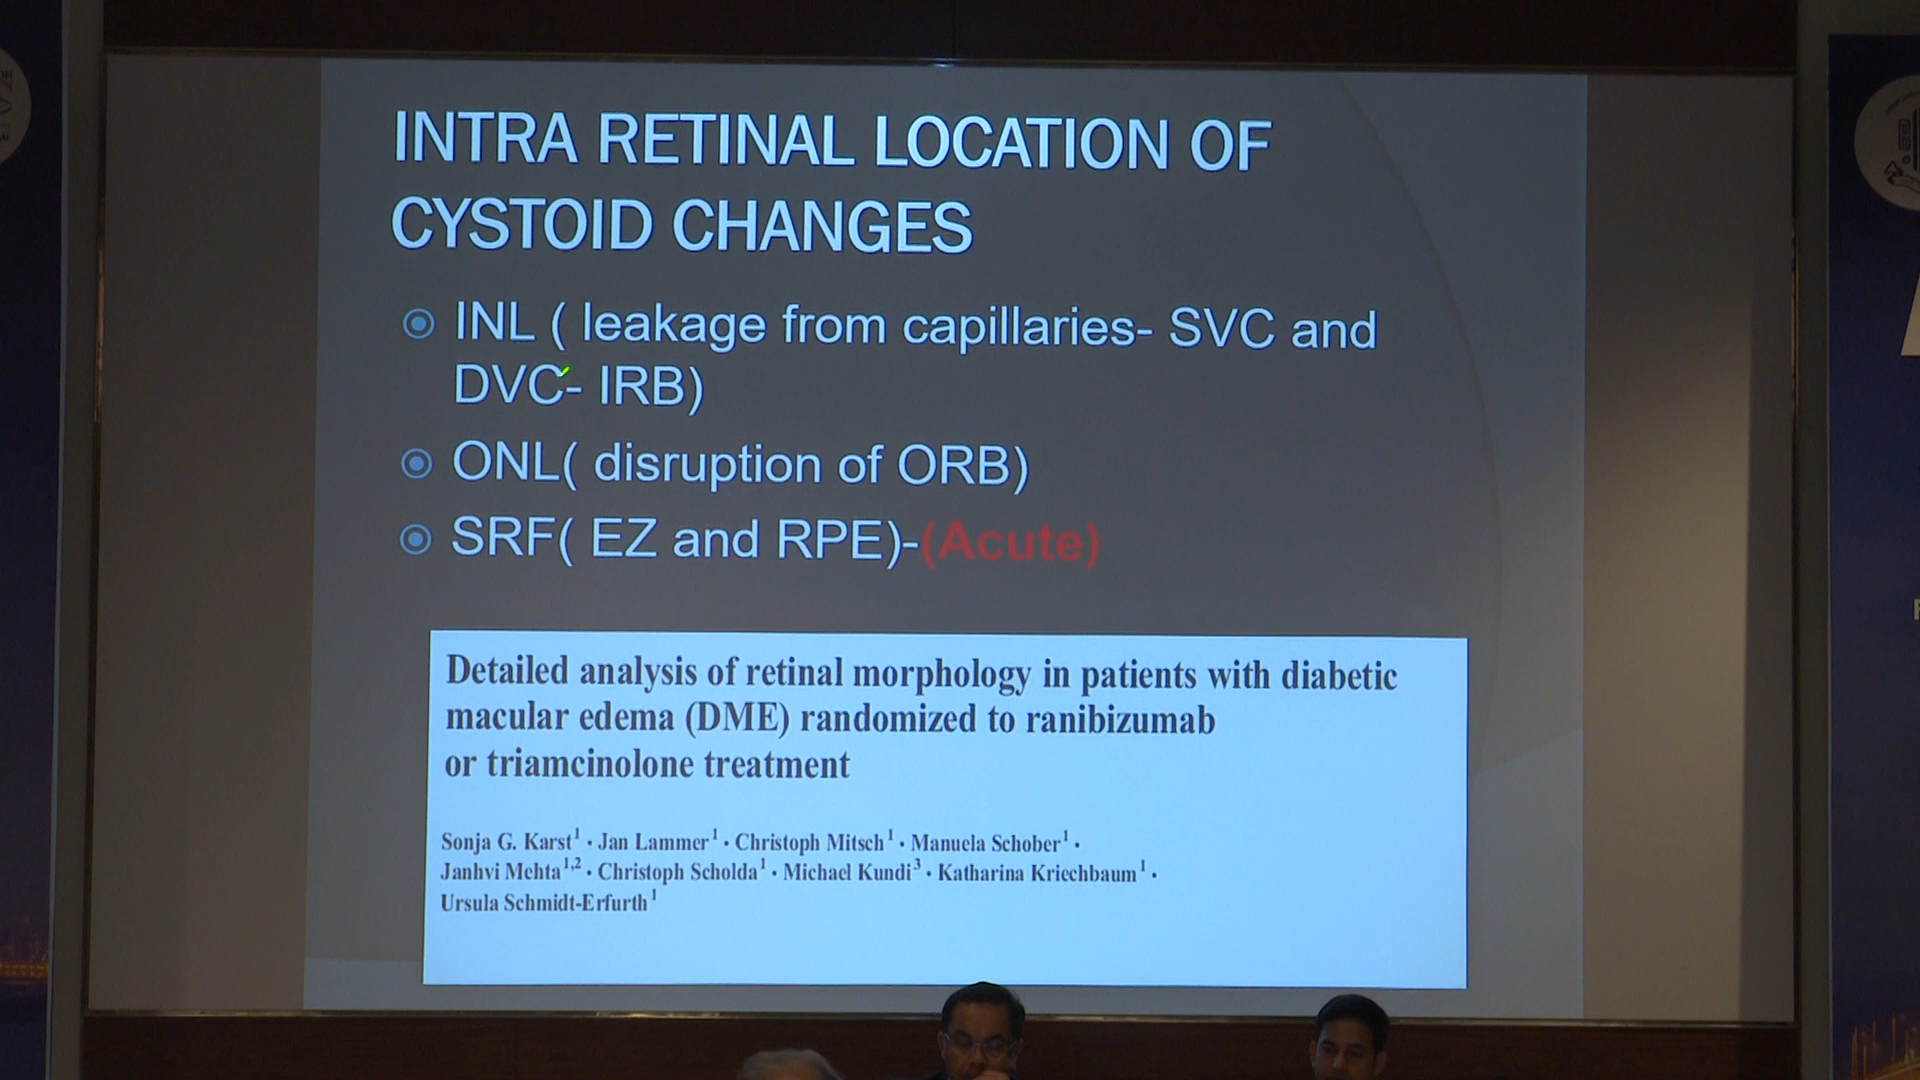 INTRA RETINAL LOCATION OF
CYSTOID CHANGES
INL ( leakage from capillaries- SVC and
DVC- IRB)
ONL( disruption of ORB)
SRF( EZ and RPE)-(Acute)
Detailed analysis of retinal morphology in patients with diabetic
macular edema (DME) randomized to ranibizumab
or triamcinolone treatment
Sonja G. Karst¹ · Jan Lammer¹ · Christoph Mitsch¹ · Manuela Schober¹ ·
Janhvi Mehta¹,² · Christoph Scholda¹ · Michael Kundi³ · Katharina Kriechbaum¹ ·
Ursula Schmidt-Erfurth¹